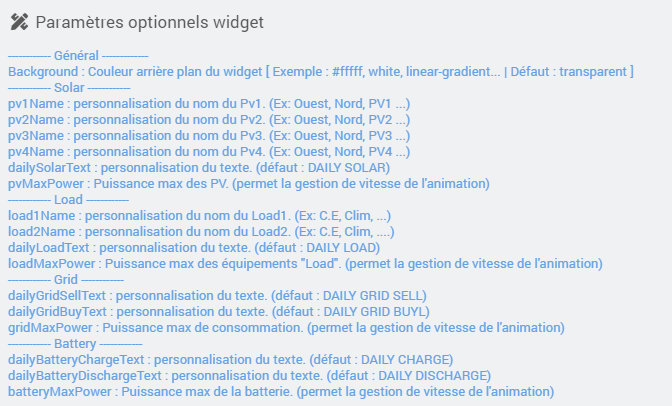 Paramètres optionnels widget
------------ Général -------------
Background : Couleur arrière plan du widget [ Exemple : #fffff, white, linear-gradient... | Défaut : transparent ]
------------ Solar ------------
pv1Name : personnalisation du nom du Pv1. (Ex: Ouest, Nord, PV1 ...)
pv2Name : personnalisation du nom du Pv2. (Ex: Ouest, Nord, PV2 ...)
pv3Name : personnalisation du nom du Pv3. (Ex: Ouest, Nord, PV3 ...)
pv4Name : personnalisation du nom du Pv4. (Ex: Ouest, Nord, PV4 ...)
dailySolarText : personnalisation du texte. (défaut : DAILY SOLAR)
pvMaxPower : Puissance max des PV. (permet la gestion de vitesse de l'animation)
------------ Load ------------
load1Name : personnalisation du nom du Load1. (Ex: C.E, Clim, ...)
load2Name : personnalisation du nom du Load2. (Ex: C.E, Clim, ....)
dailyLoadText : personnalisation du texte. (défaut : DAILY LOAD)
loadMaxPower : Puissance max des équipements "Load". (permet la gestion de vitesse de l'animation)
------------ Grid ------------
dailyGridSellText : personnalisation du texte. (défaut : DAILY GRID SELL)
dailyGridBuyText : personnalisation du texte. (défaut : DAILY GRID BUYL)
gridMaxPower : Puissance max de consommation. (permet la gestion de vitesse de l'animation)
------------ Battery ------------
dailyBatteryChargeText : personnalisation du texte. (défaut : DAILY CHARGE)
dailyBatteryDischargeText : personnalisation du texte. (défaut : DAILY DISCHARGE)
batteryMaxPower : Puissance max de la batterie. (permet la gestion de vitesse de l'animation)